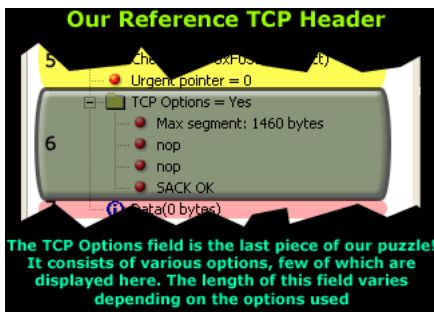 Our Reference TCP Header
5
Urgent pointer = 0
TCP Options = Yes
Max segment: 1460 bytes
6
nop
nop
SACK OK
Data(0 bytes)
The TCP Options field is the last piece of our puzzle!
It consists of various options, few of which are
displayed here. The length of this field varies
depending on the options used